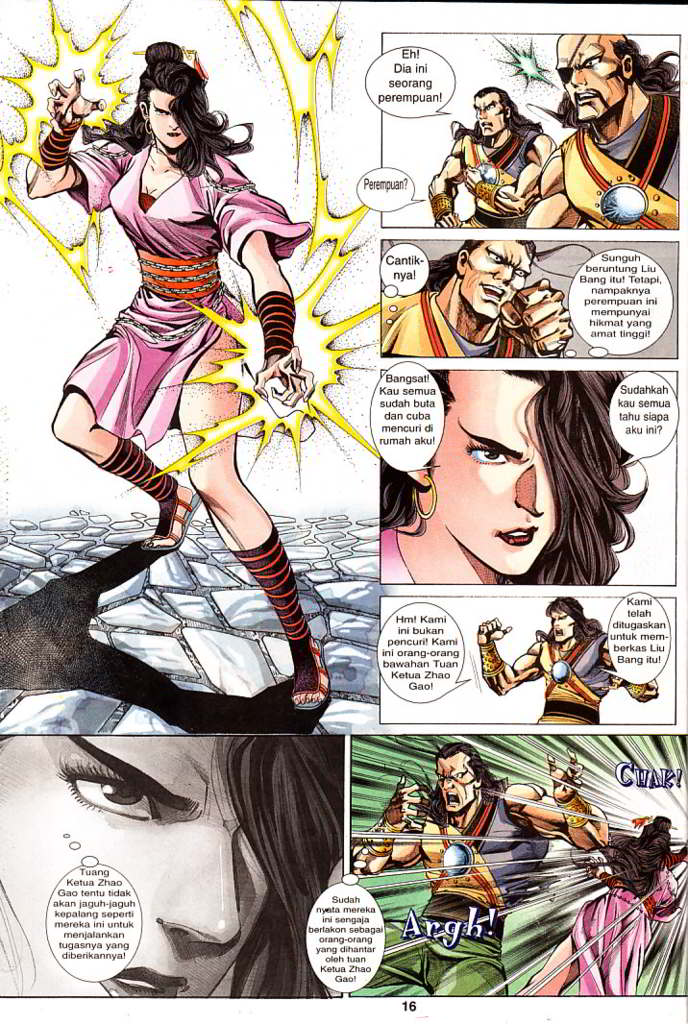 Eh!
Dia ini
seorang
perempuan!
Perempuan?
Cantik-
nya!
Sunguh
beruntung Liu
Bang itu! Tetapi,
nampaknya
perempuan ini
mempunyai
hikmat yang
amat tinggi!
Bangsat!
Kau semua
sudah buta
dan cuba
mencuri di
rumah aku!
Sudahkah
kau semua
tahu siapa
aku ini?
Hm! Kami
ini bukan
pencuri! Kami
ini orang-orang
bawahan Tuan
Ketua Zhao
Gao!
Kami
telah
ditugaskan
untuk mem-
berkas Liu
Bang itu!
Tuang
Ketua Zhao
Gao tentu tidak
akan jaguh-jaguh
kepalang seperti
mereka ini untuk
menjalankan
tugasnya yang
diberikannya!
Sudah
nyata mereka
ini sengaja
berlakon sebagai
orang-orang
yang dihantar
oleh tuan
Ketua Zhao
Gao!
Chak!
Argh!
16